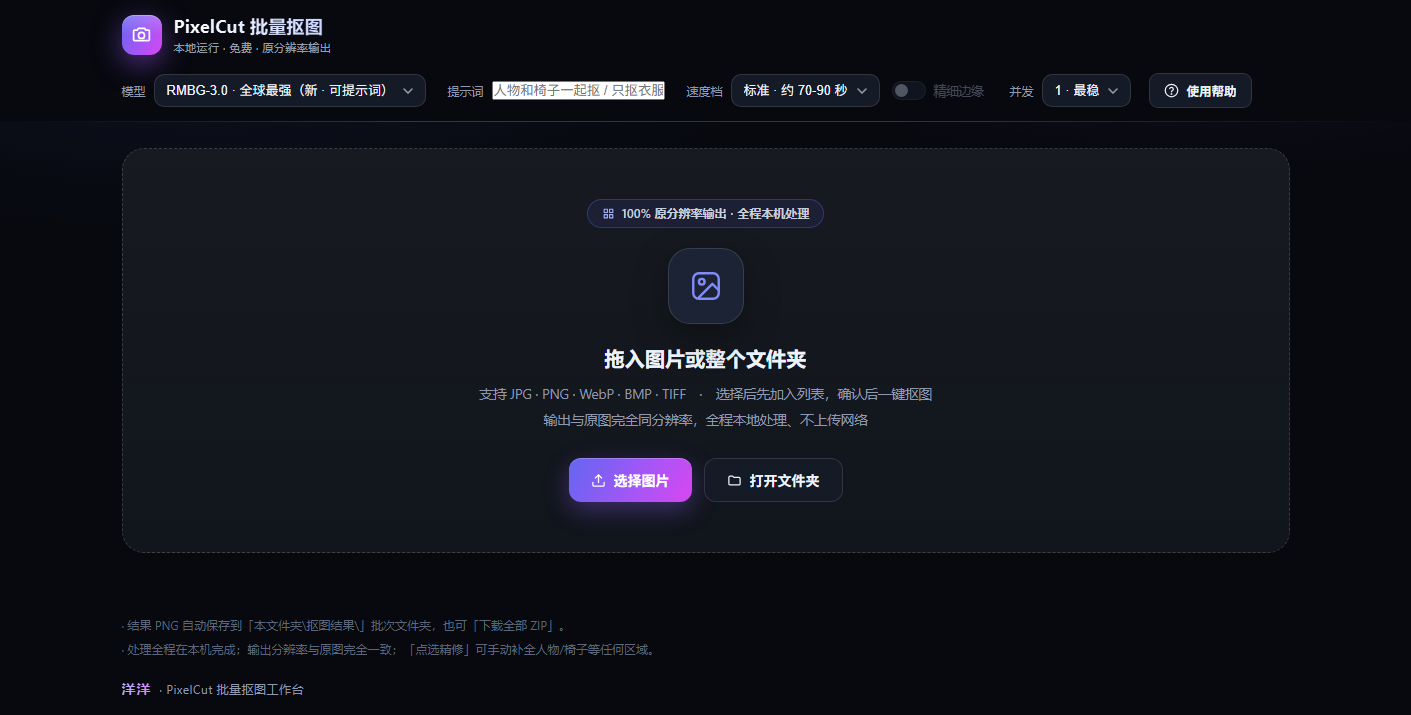 PixelCut 批量抠图
本地运行 · 免费 · 原分辨率输出
模型 RMBG-3.0 · 全球最强（新 · 可提示词） 提示词 人物和椅子一起抠 / 只抠衣服 速度档 标准 · 约 70-90 秒 精细边缘 并发 1 · 最稳 使用帮助
100% 原分辨率输出 · 全程本机处理
拖入图片或整个文件夹
支持 JPG · PNG · WebP · BMP · TIFF · 选择后先加入列表，确认后一键抠图
输出与原图完全同分辨率，全程本地处理、不上传网络
选择图片 打开文件夹
· 结果 PNG 自动保存到「本文件夹\抠图结果\」批次文件夹，也可「下载全部 ZIP」。
· 处理全程在本机完成；输出分辨率与原图完全一致；「点选精修」可手动补全人物/椅子等任何区域。
洋洋 · PixelCut 批量抠图工作台